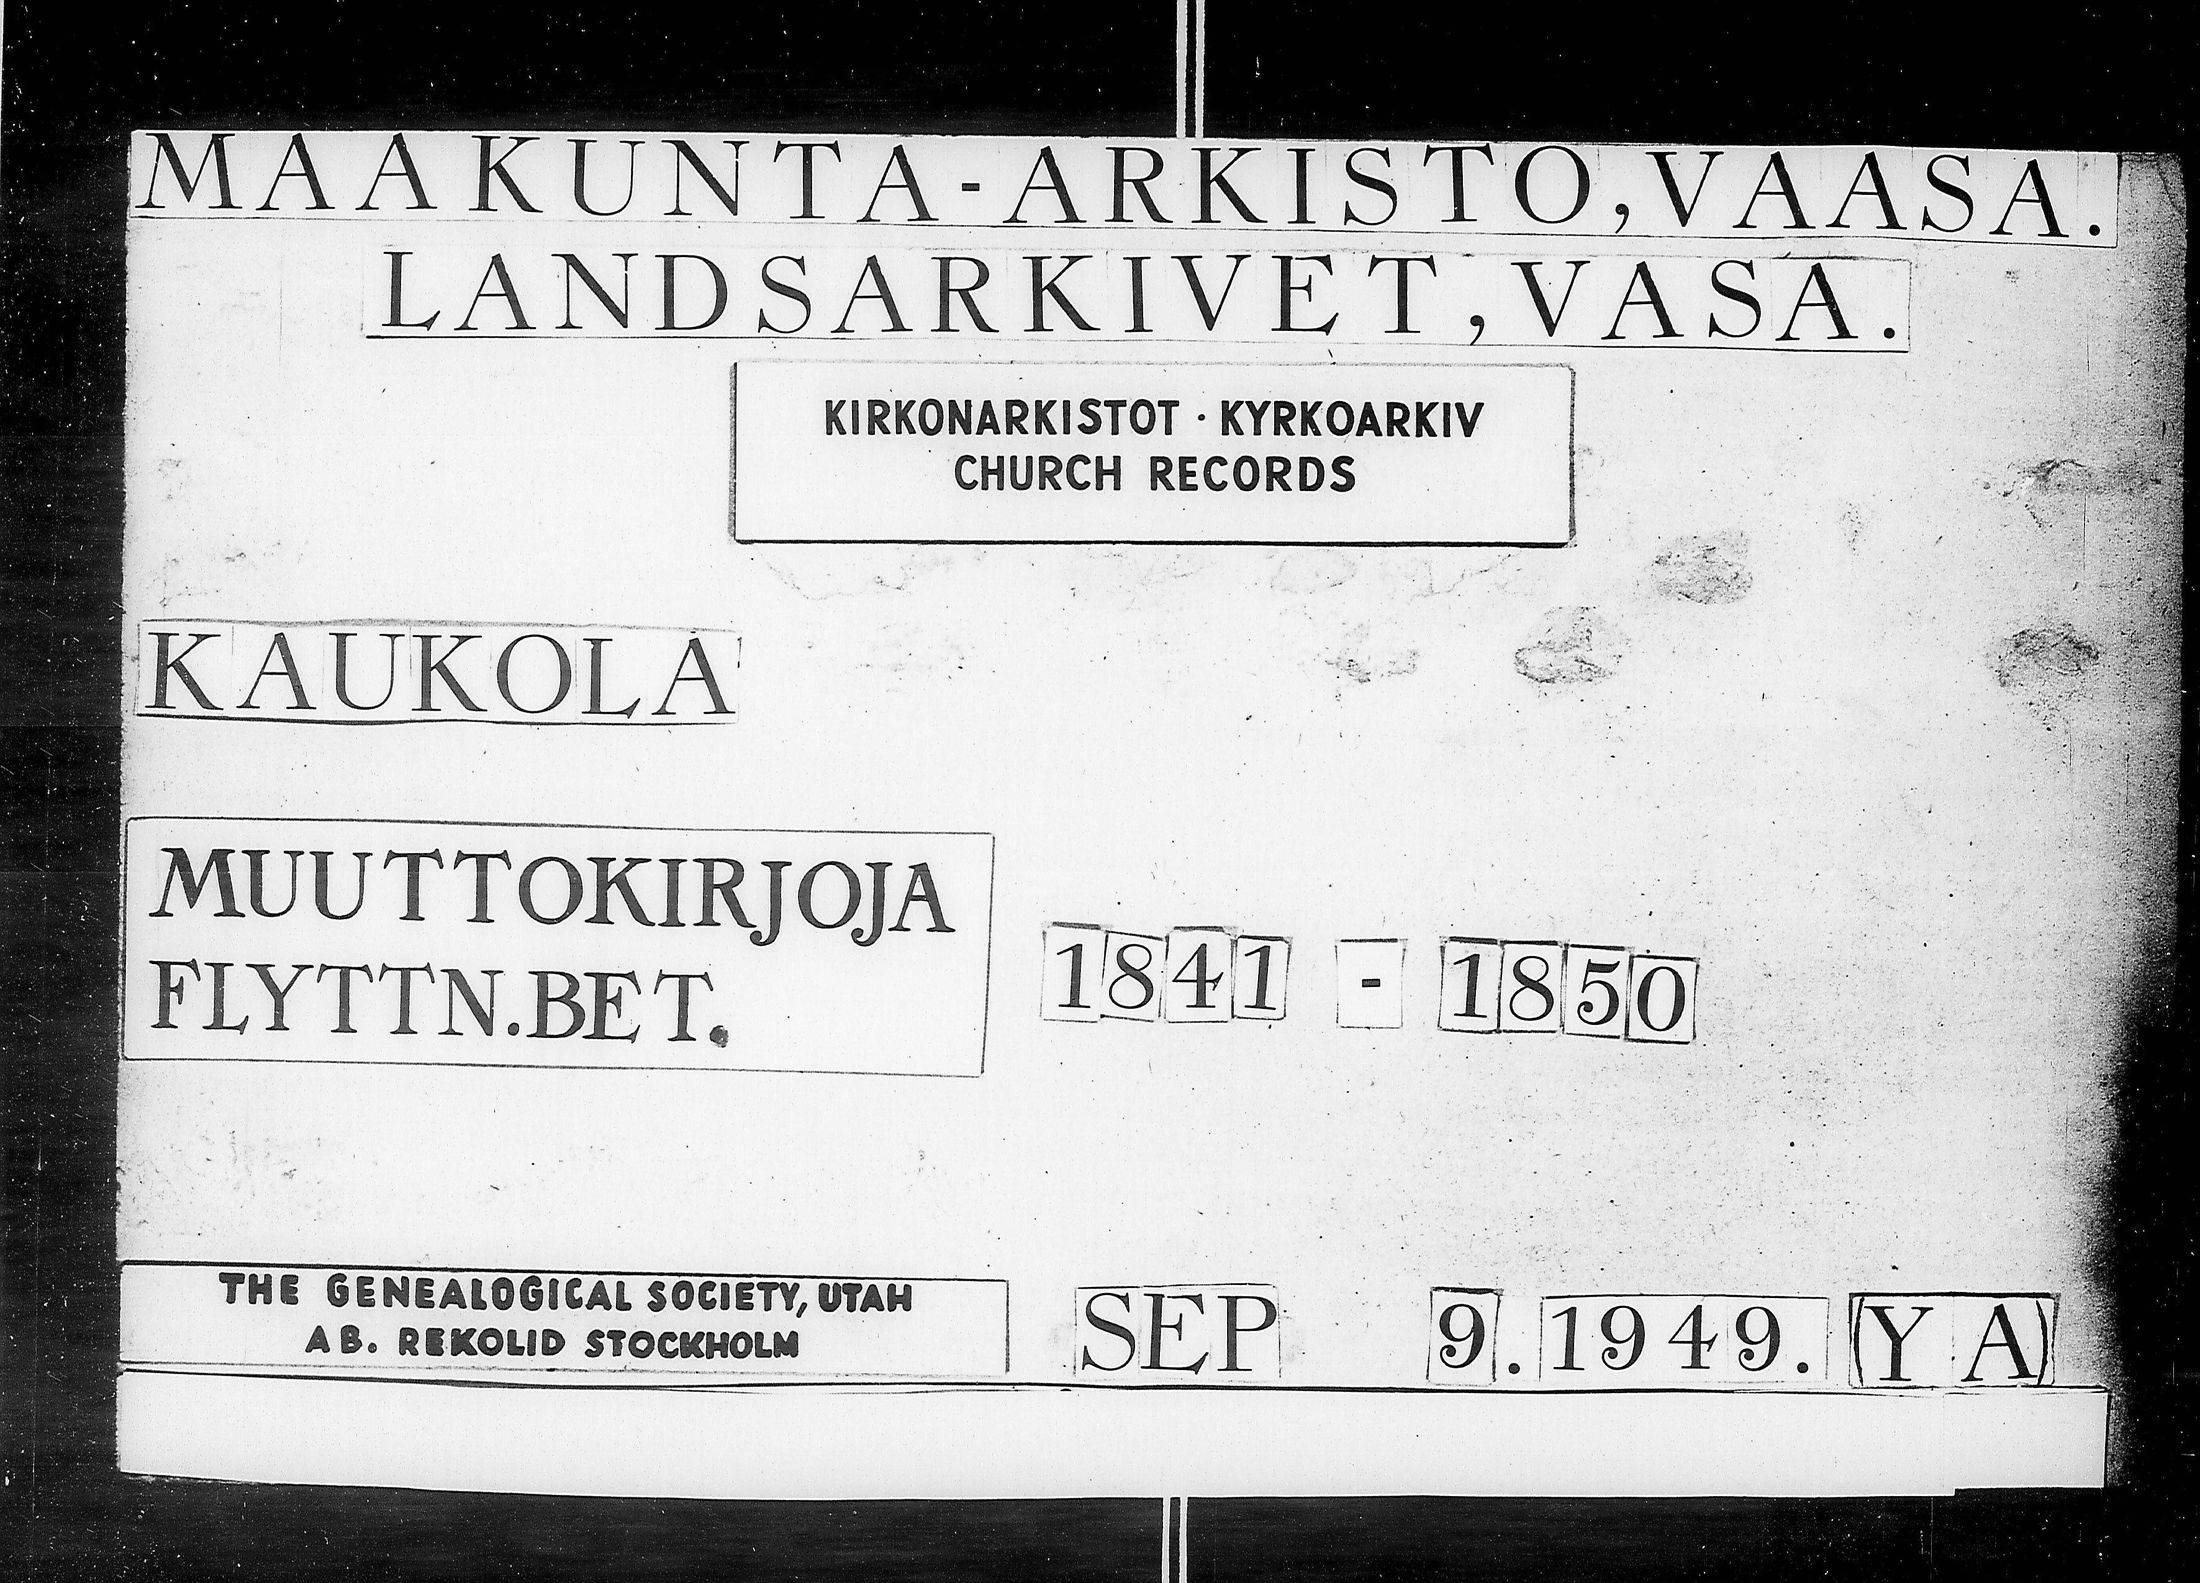 MAAKUNTA-ARKISTO, VAASA.
LANDSARKIVET, VASA.
KIRKONARKISTOT · KYRKOARKIV
CHURCH RECORDS
KAUKOLA
MUUTTOKIRJOJA
FLYTTN.BET.
1841 - 1850
THE GENEALOGICAL SOCIETY, UTAH
AB. REKOLID STOCKHOLM
SEP 9. 1949. (YA)